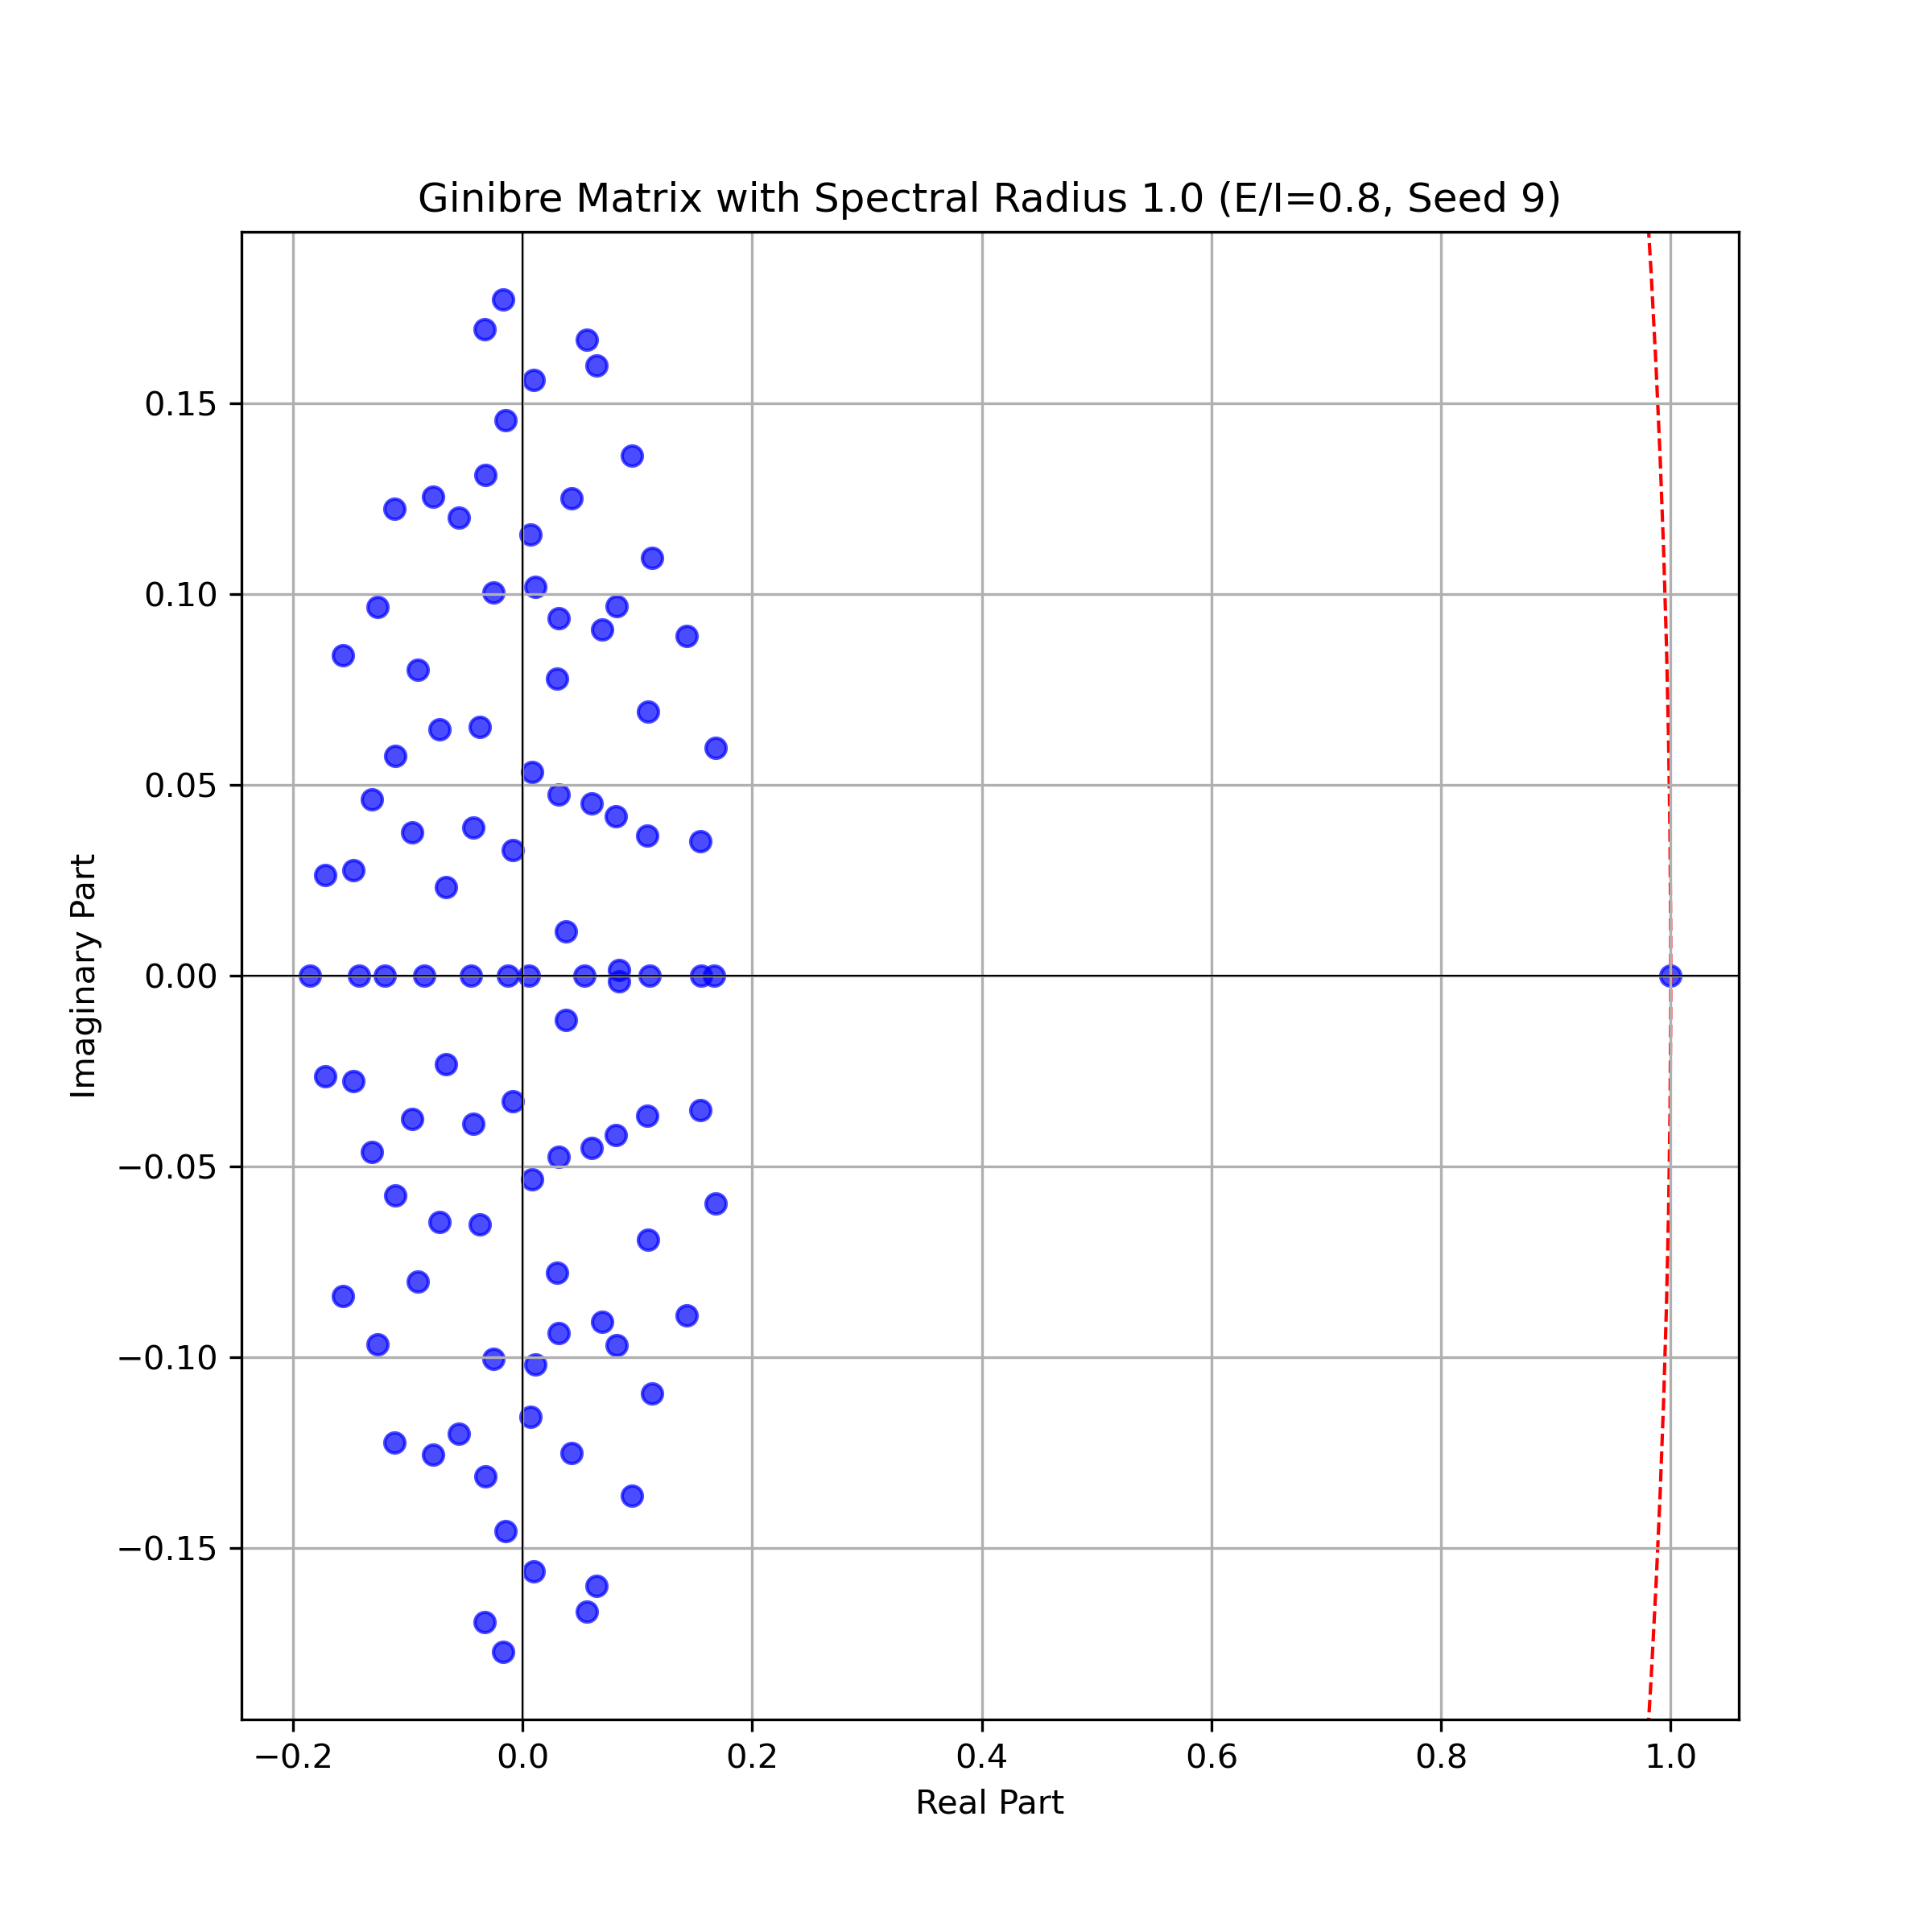 Ginibre Matrix with Spectral Radius 1.0 (E/I=0.8, Seed 9)
0.15
0.10
0.05
0.00
−0.05
−0.10
−0.15
Imaginary Part
−0.2 0.0 0.2 0.4 0.6 0.8 1.0
Real Part